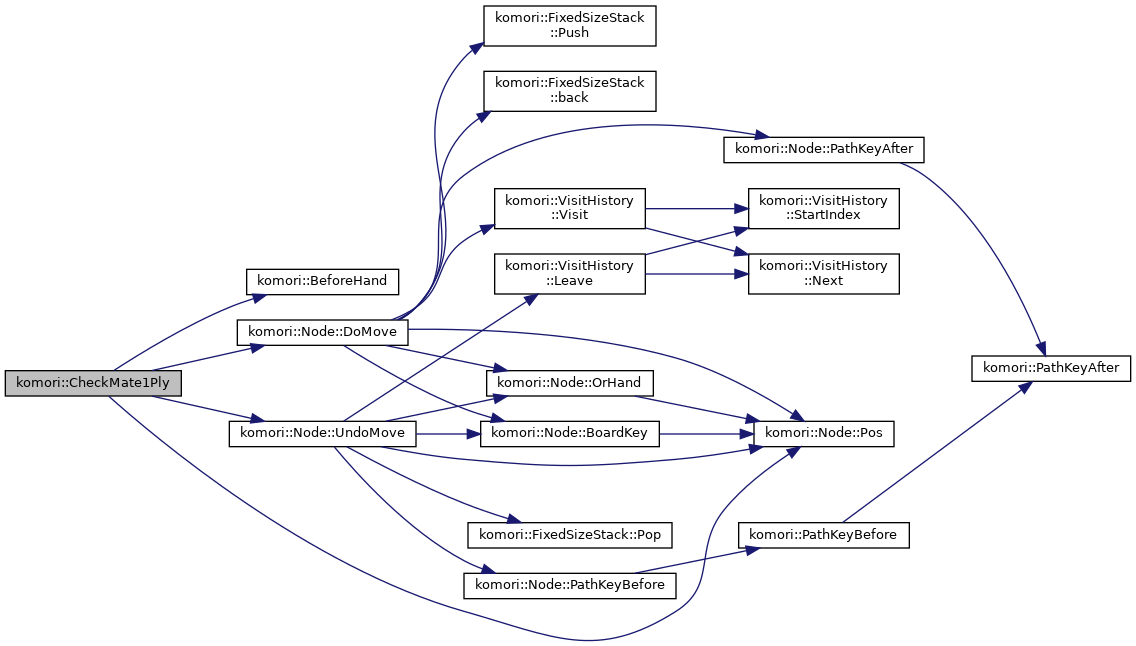 komori::FixedSizeStack
::Push
komori::FixedSizeStack
::back
komori::Node::PathKeyAfter
komori::VisitHistory
::Visit
komori::VisitHistory
::StartIndex
komori::VisitHistory
::Leave
komori::VisitHistory
::Next
komori::BeforeHand
komori::Node::DoMove
komori::PathKeyAfter
komori::CheckMate1Ply
komori::Node::OrHand
komori::Node::UndoMove
komori::Node::BoardKey
komori::Node::Pos
komori::FixedSizeStack::Pop
komori::PathKeyBefore
komori::Node::PathKeyBefore